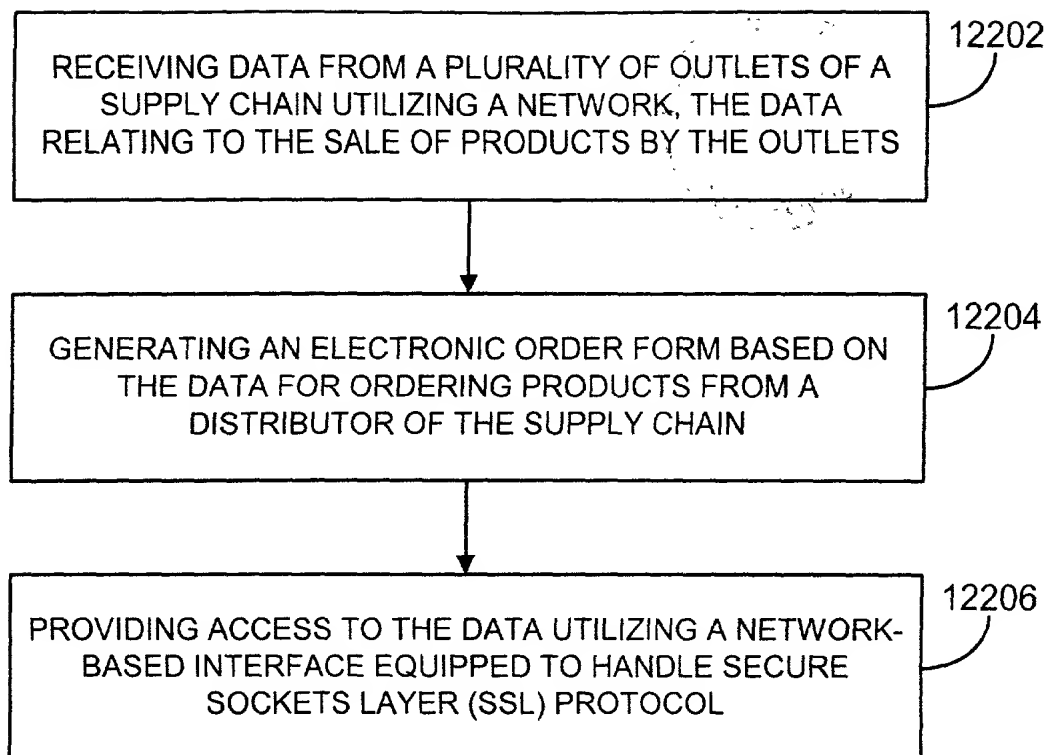 12202
RECEIVING DATA FROM A PLURALITY OF OUTLETS OF A
SUPPLY CHAIN UTILIZING A NETWORK, THE DATA
RELATING TO THE SALE OF PRODUCTS BY THE OUTLETS
12204
GENERATING AN ELECTRONIC ORDER FORM BASED ON
THE DATA FOR ORDERING PRODUCTS FROM A
DISTRIBUTOR OF THE SUPPLY CHAIN
12206
PROVIDING ACCESS TO THE DATA UTILIZING A NETWORK-
BASED INTERFACE EQUIPPED TO HANDLE SECURE
SOCKETS LAYER (SSL) PROTOCOL